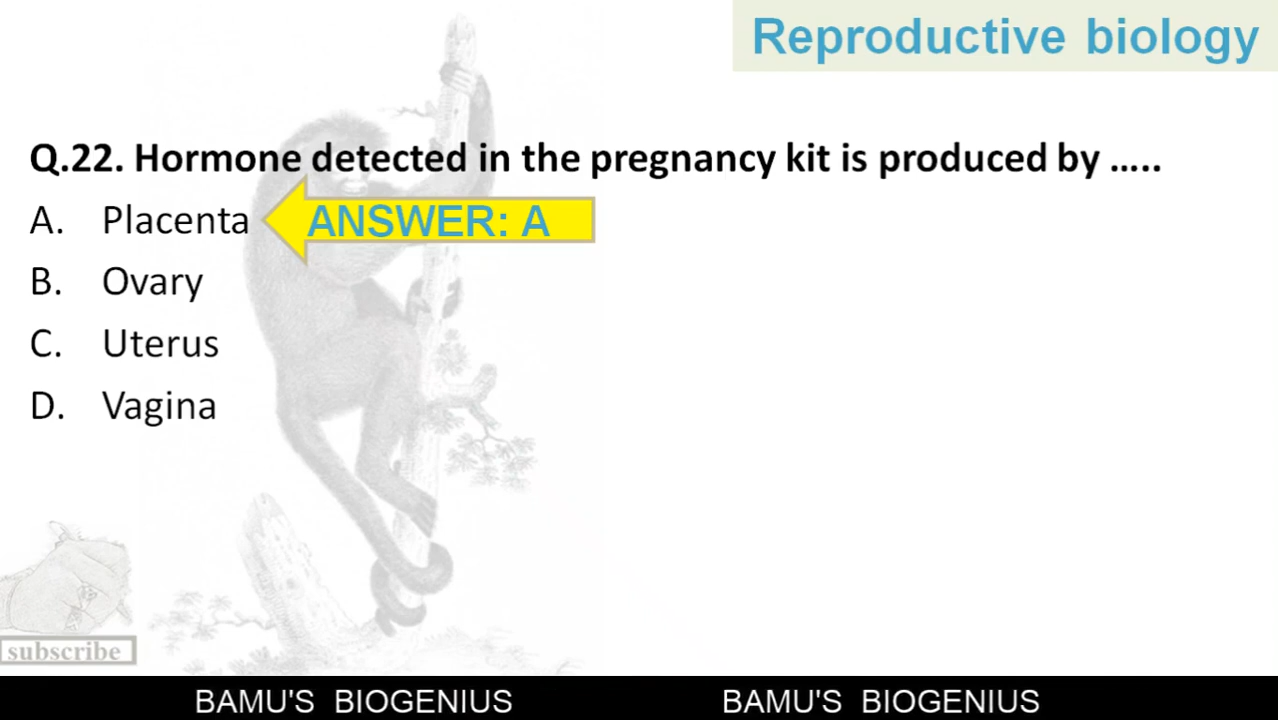 Reproductive biology
Q.22. Hormone detected in the pregnancy kit is produced by .....
A. Placenta
ANSWER: A
B. Ovary
C. Uterus
D. Vagina
subscribe
BAMU'S BIOGENIUS BAMU'S BIOGENIUS